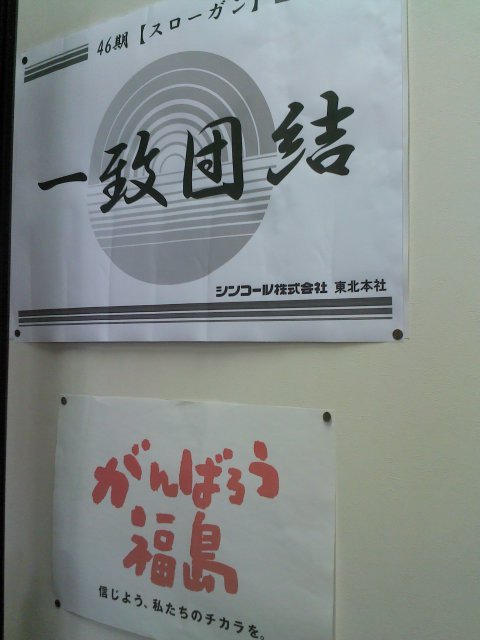 46期【スローガン】
一致団結
シンコール株式会社 東北本社
がんばろう
福島
信じよう、私たちのチカラを。